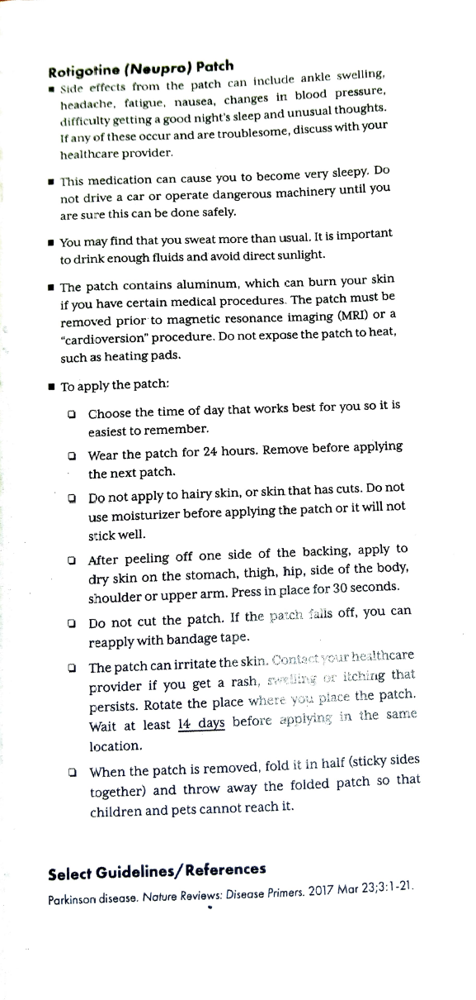 Rotigotine (Neupro) Patch
■ Side effects from the patch can include ankle swelling,
headache, fatigue, nausea, changes in blood pressure,
difficulty getting a good night's sleep and unusual thoughts.
If any of these occur and are troublesome, discuss with your
healthcare provider.
■ This medication can cause you to become very sleepy. Do
not drive a car or operate dangerous machinery until you
are sure this can be done safely.
■ You may find that you sweat more than usual. It is important
to drink enough fluids and avoid direct sunlight.
■ The patch contains aluminum, which can burn your skin
if you have certain medical procedures. The patch must be
removed prior to magnetic resonance imaging (MRI) or a
"cardioversion" procedure. Do not expose the patch to heat,
such as heating pads.
■ To apply the patch:
❑ Choose the time of day that works best for you so it is
easiest to remember.
❑ Wear the patch for 24 hours. Remove before applying
the next patch.
❑ Do not apply to hairy skin, or skin that has cuts. Do not
use moisturizer before applying the patch or it will not
stick well.
❑ After peeling off one side of the backing, apply to
dry skin on the stomach, thigh, hip, side of the body,
shoulder or upper arm. Press in place for 30 seconds.
❑ Do not cut the patch. If the patch falls off, you can
reapply with bandage tape.
❑ The patch can irritate the skin. Contact your healthcare
provider if you get a rash, swelling or itching that
persists. Rotate the place where you place the patch.
Wait at least 14 days before applying in the same
location.
❑ When the patch is removed, fold it in half (sticky sides
together) and throw away the folded patch so that
children and pets cannot reach it.
Select Guidelines/References
Parkinson disease. Nature Reviews: Disease Primers. 2017 Mar 23;3:1-21.